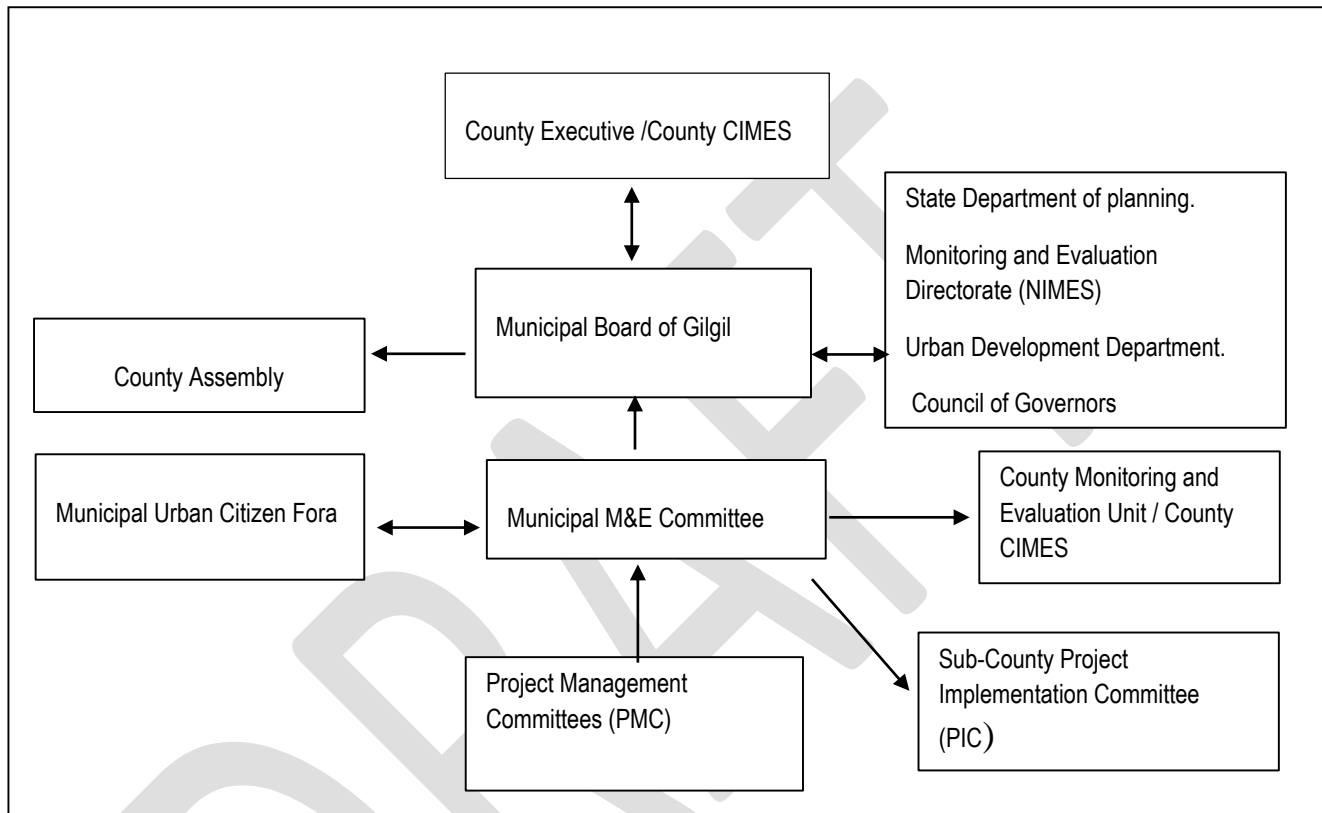 County Executive /County CIMES
State Department of planning.
Monitoring and Evaluation
Directorate (NIMES)
Urban Development Department.
Council of Governors
Municipal Board of Gilgil
County Assembly
Municipal Urban Citizen Fora
Municipal M&E Committee
County Monitoring and
Evaluation Unit / County
CIMES
Project Management
Committees (PMC)
Sub-County Project
Implementation Committee
(PIC)
DRAFT